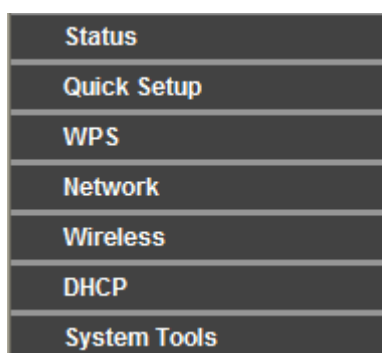 Status
Quick Setup
WPS
Network
Wireless
DHCP
System Tools